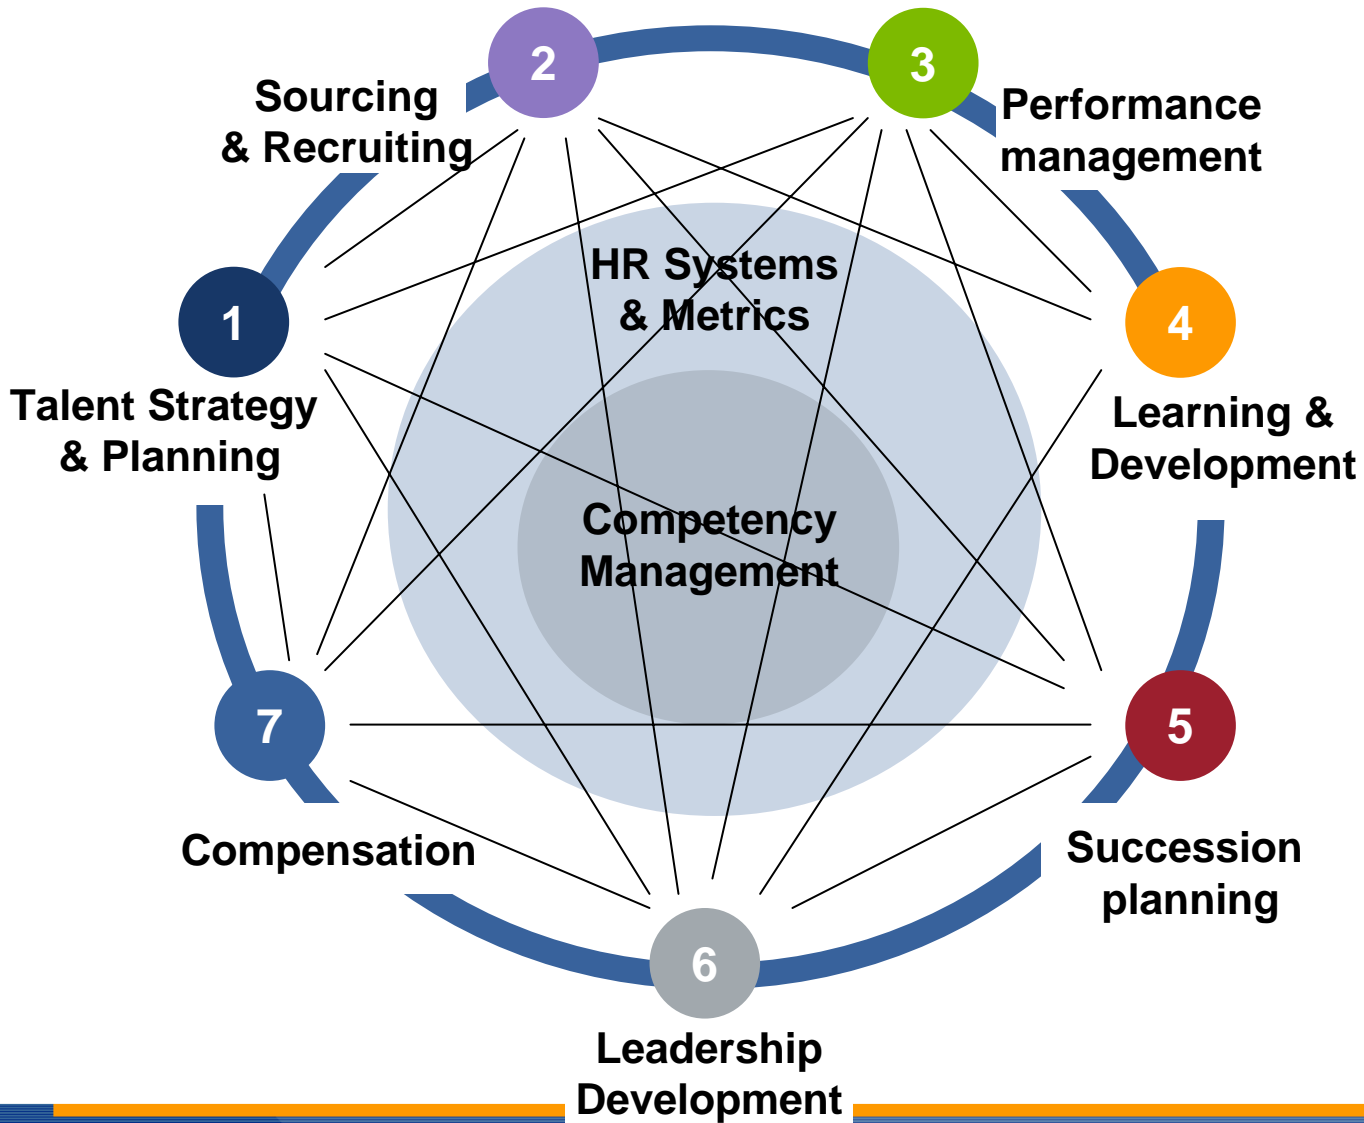 2
3
Sourcing
& Recruiting
Performance
management
HR Systems
& Metrics
1
4
Talent Strategy
& Planning
Learning &
Development
Competency
Management
7
5
Compensation
Succession
planning
6
Leadership
Development